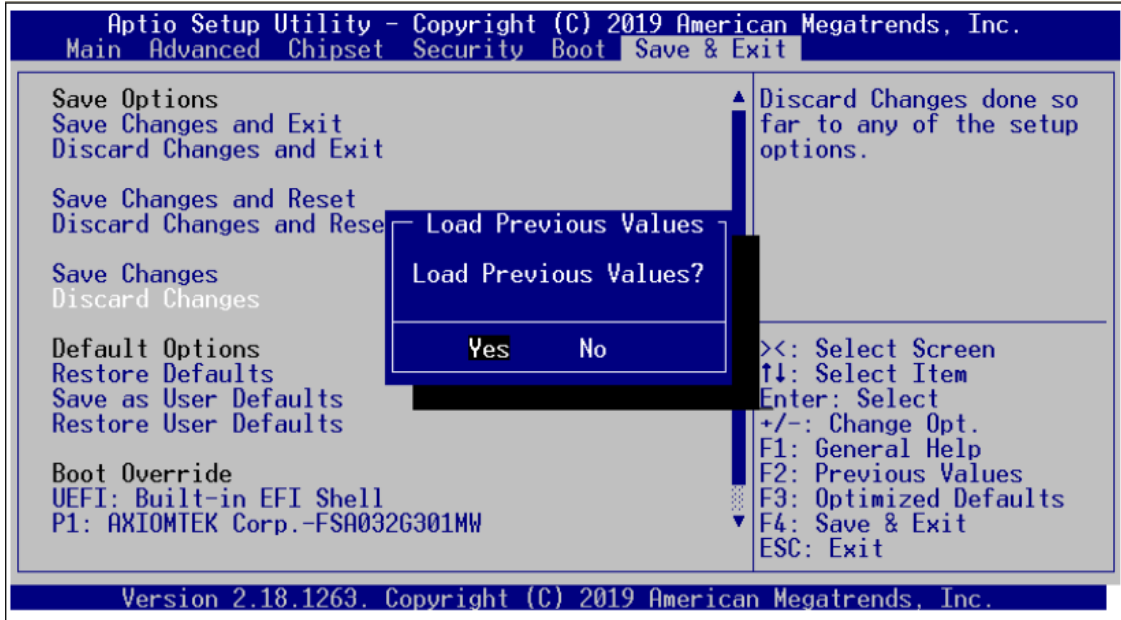 Aptio Setup Utility – Copyright (C) 2019 American Megatrends, Inc.
Main Advanced Chipset Security Boot Save & Exit
Save Options
Save Changes and Exit
Discard Changes and Exit
Save Changes and Reset
Discard Changes and Rese
Save Changes
Discard Changes
Default Options
Restore Defaults
Save as User Defaults
Restore User Defaults
Boot Override
UEFI: Built-in EFI Shell
P1: AXIOMTEK Corp.-FSA032G301MW
Load Previous Values
Load Previous Values?
Yes No
Discard Changes done so
far to any of the setup
options.
><: Select Screen
↑↓: Select Item
Enter: Select
+/-: Change Opt.
F1: General Help
F2: Previous Values
F3: Optimized Defaults
F4: Save & Exit
ESC: Exit
Version 2.18.1263. Copyright (C) 2019 American Megatrends, Inc.